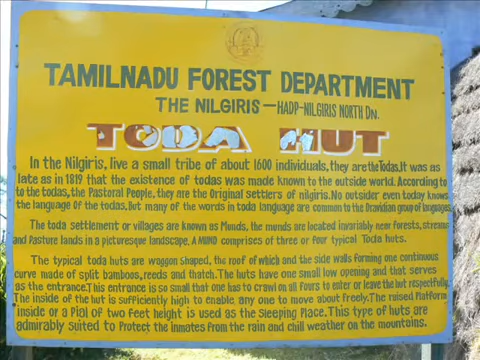 TAMILNADU FOREST DEPARTMENT
THE NILGIRIS — HADP-NILGIRIS NORTH DN.
TODA HUT
In the Nilgiris, live a small tribe of about 1600 individuals, they are the Todas. It was as
late as in 1819 that the existence of todas was made known to the outside world. According to
to the todas, the Pastoral People, they are the Original settlers of nilgiris. No outsider even today knows
the language Of the todas. But many of the words in toda language are common to the Dravidian group of languages.
The toda settlement or villages are known as Munds, the munds are located invariably near forests, streams
and Pasture lands in a picturesque landscape, A MUND comprises of three or four typical Toda huts.
The typical toda huts are waggon shaped, the roof of which and the side walls forming one continuous
curve made of split bamboos, reeds and thatch. The huts have one small low opening and that serves
as the entrance. This entrance is so small that one has to crawl on all fours to enter or leave the hut respectfully.
The inside of the hut is sufficiently high to enable any one to move about freely. The raised Platform
inside or a Pial of two feet height is used as the Sleeping Place. This type of huts are
admirably suited to Protect the inmates from the rain and chill weather on the mountains.